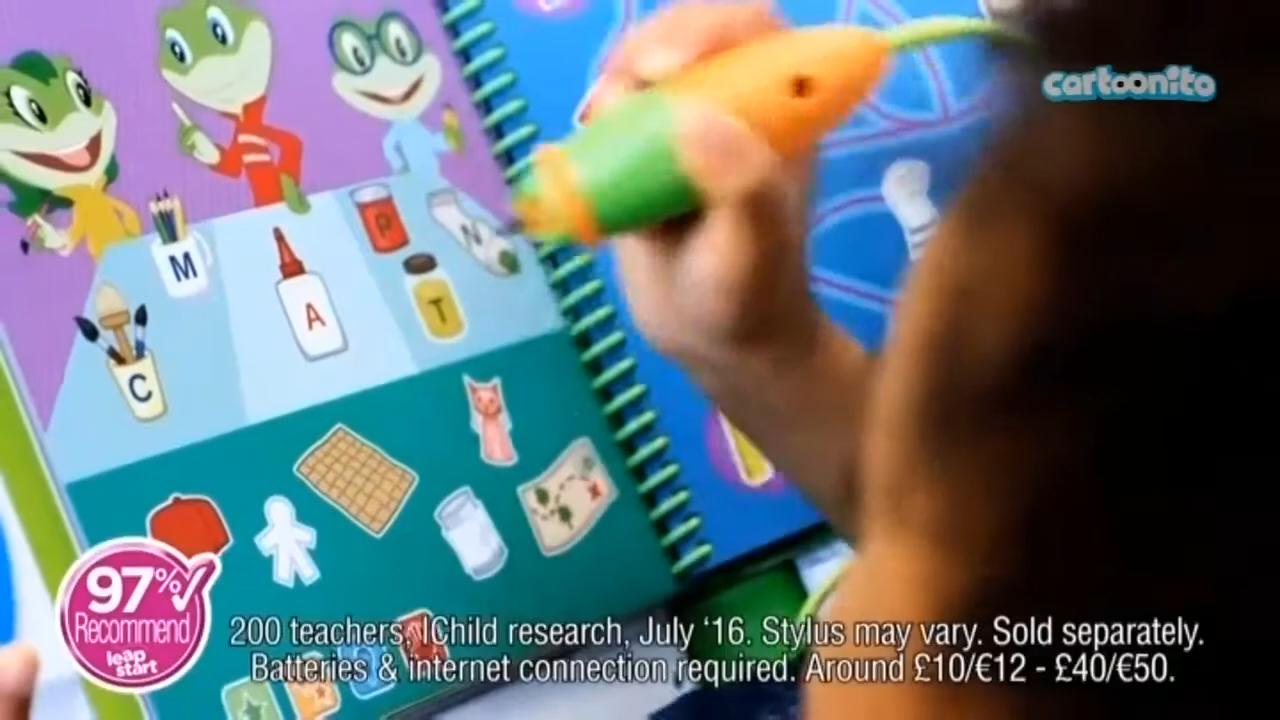 cartoonito
M
P
N
A
T
C
97%
Recommend
leap
start
200 teachers, IChild research, July ‘16. Stylus may vary. Sold separately.
Batteries & internet connection required. Around £10/€12 - £40/€50.